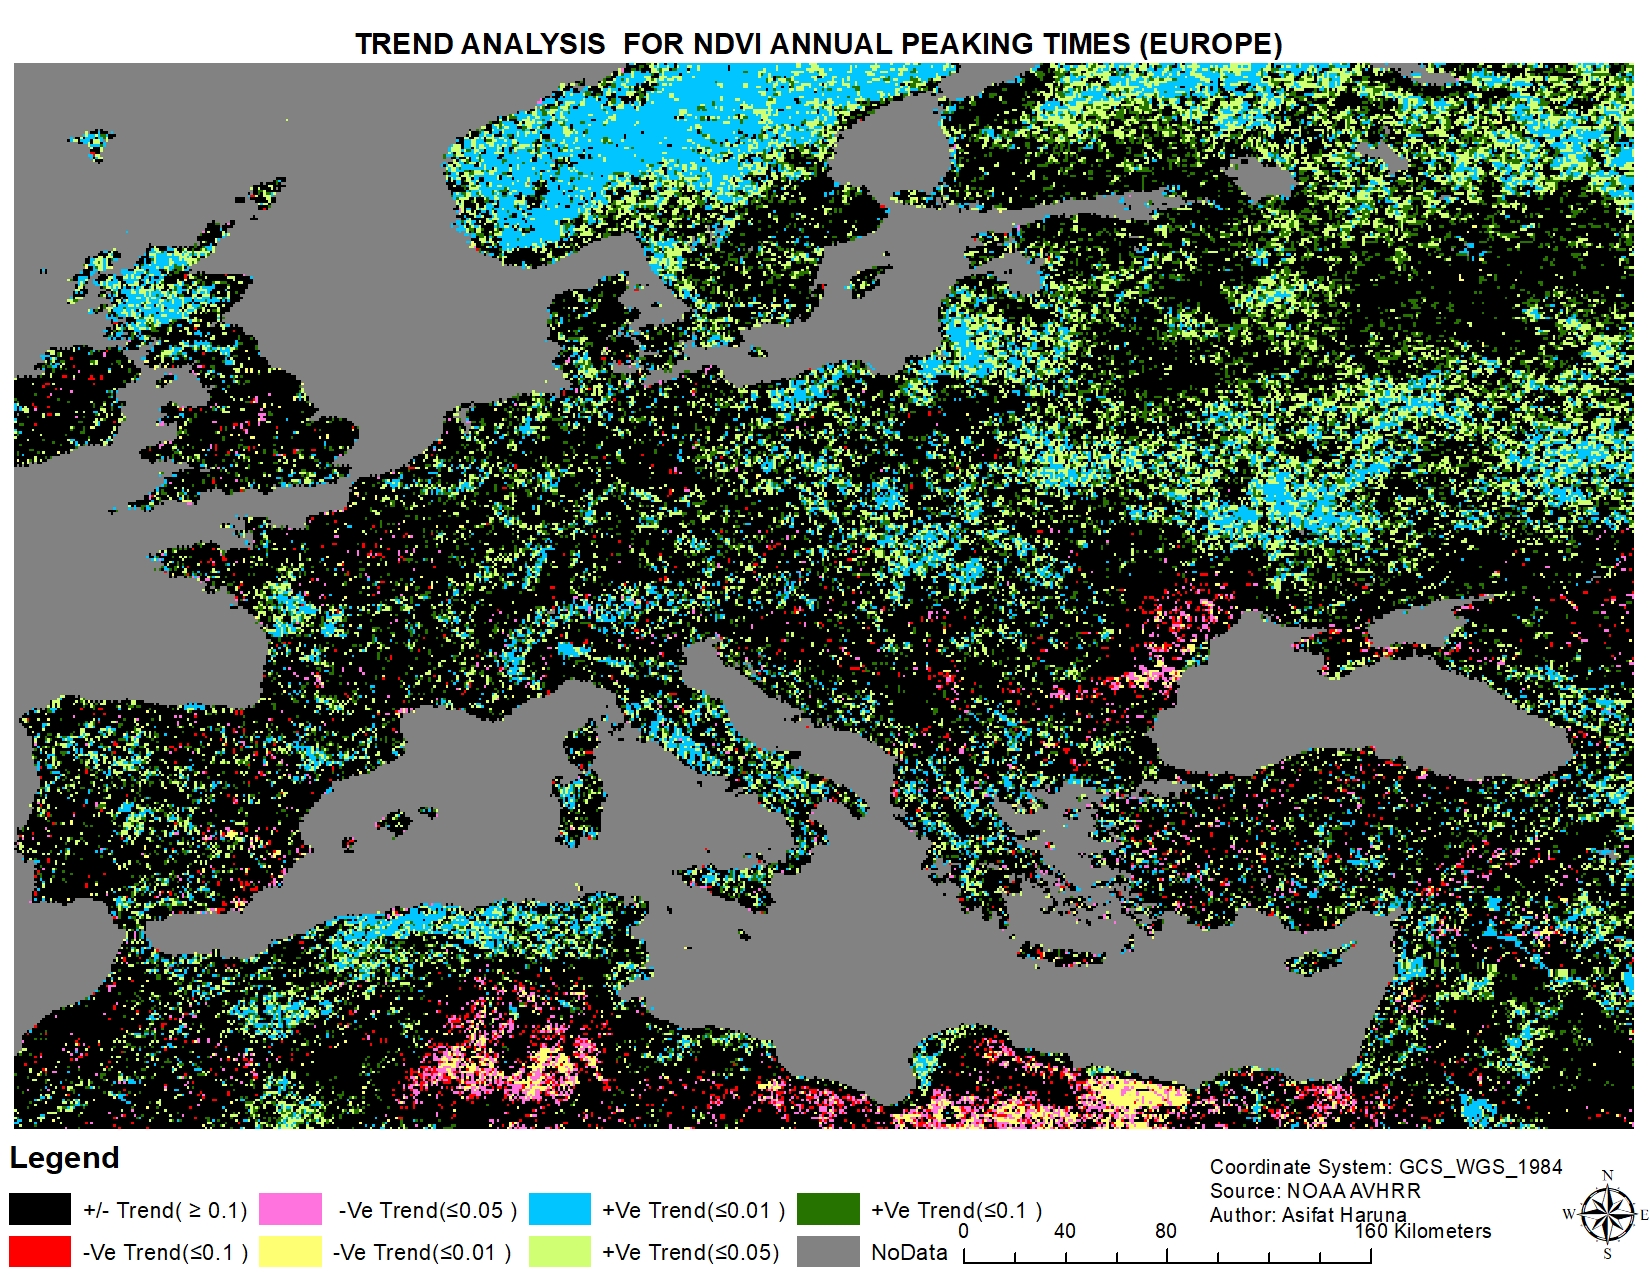 TREND ANALYSIS FOR NDVI ANNUAL PEAKING TIMES (EUROPE)
Legend
+/- Trend( ≥ 0.1)
-Ve Trend(≤0.05 )
+Ve Trend(≤0.01 )
+Ve Trend(≤0.1 )
-Ve Trend(≤0.1 )
-Ve Trend(≤0.01 )
+Ve Trend(≤0.05)
NoData
Coordinate System: GCS_WGS_1984
Source: NOAA AVHRR
Author: Asifat Haruna
0 40 80 160 Kilometers
N
W E
S